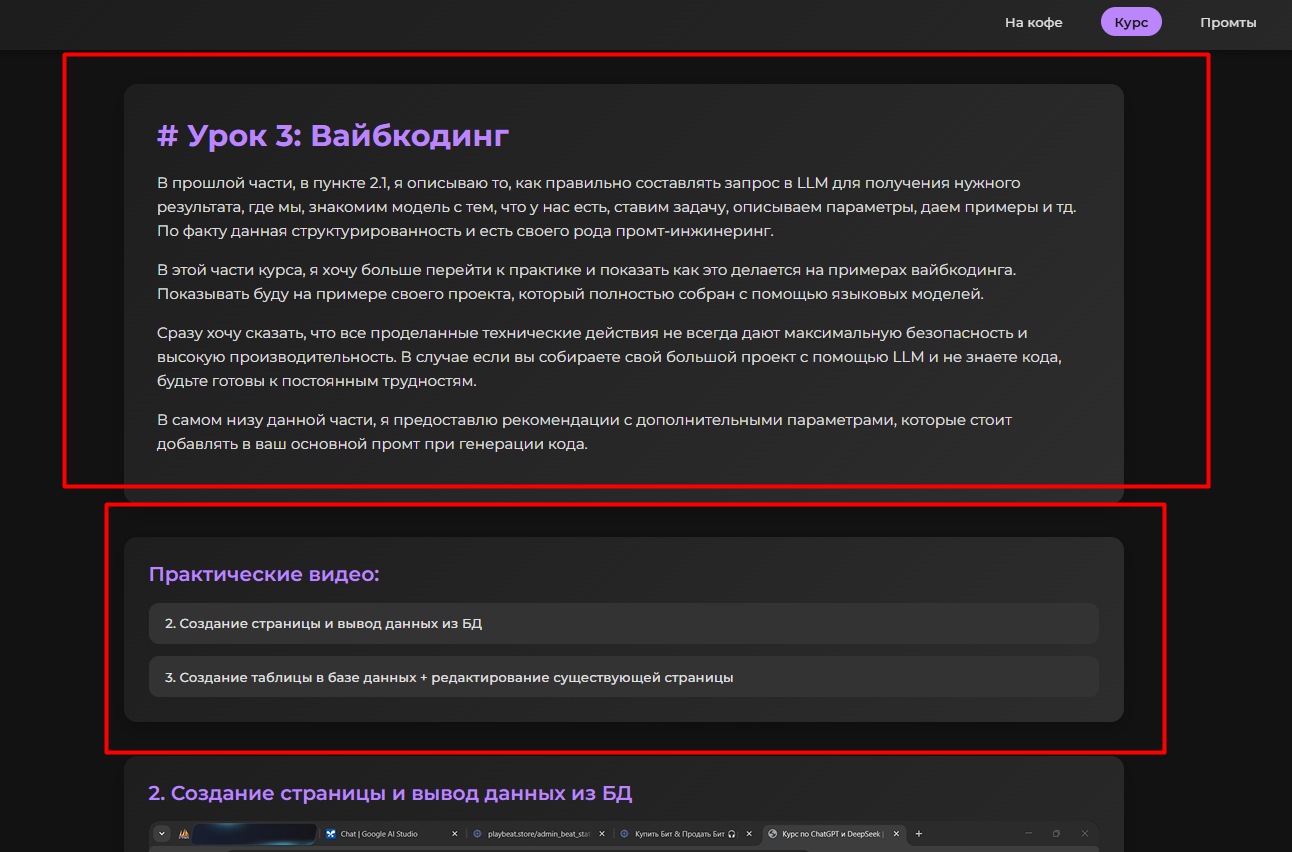 На кофе
Курс
Промты
# Урок 3: Вайбкодинг
В прошлой части, в пункте 2.1, я описываю то, как правильно составлять запрос в LLM для получения нужного
результата, где мы, знакомим модель с тем, что у нас есть, ставим задачу, описываем параметры, даем примеры и тд.
По факту данная структурированность и есть своего рода промт-инжинеринг.
В этой части курса, я хочу больше перейти к практике и показать как это делается на примерах вайбкодинга.
Показывать буду на примере своего проекта, который полностью собран с помощью языковых моделей.
Сразу хочу сказать, что все проделанные технические действия не всегда дают максимальную безопасность и
высокую производительность. В случае если вы собираете свой большой проект с помощью LLM и не знаете кода,
будьте готовы к постоянным трудностям.
В самом низу данной части, я предоставлю рекомендации с дополнительными параметрами, которые стоит
добавлять в ваш основной промт при генерации кода.
Практические видео:
2. Создание страницы и вывод данных из БД
3. Создание таблицы в базе данных + редактирование существующей страницы
2. Создание страницы и вывод данных из БД
Chat | Google AI Studio
playbeat.store/admin_beat_stat
Купить Бит & Продать Бит
Курс по ChatGPT и DeepSeek |